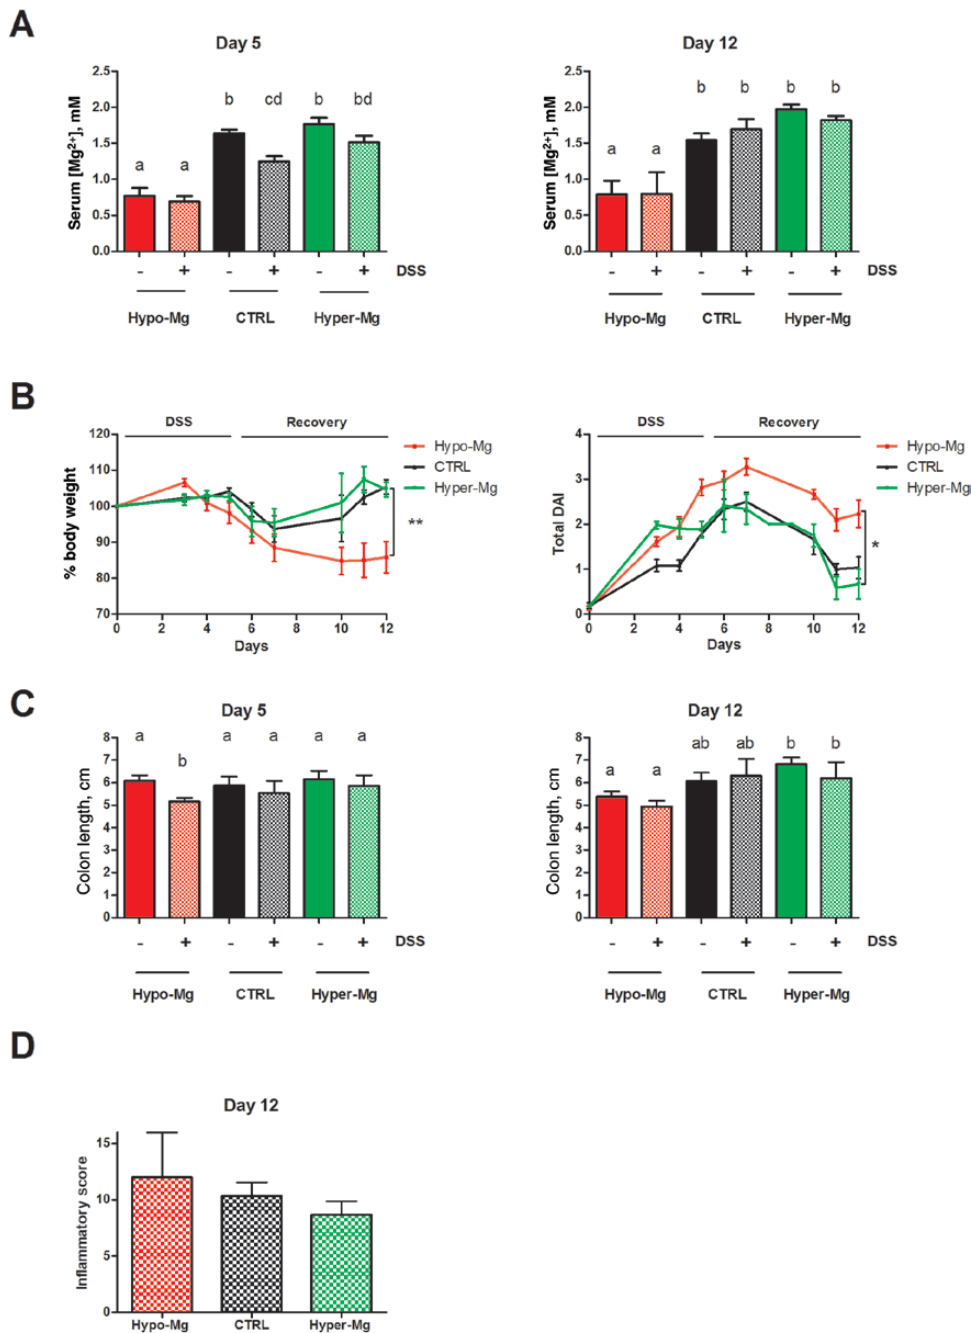 A
Day 5
Day 12
Serum [Mg²⁺], mM
2.5
2.0
1.5
1.0
0.5
0.0
a a b cd b bd
- + - + - + DSS
Hypo-Mg CTRL Hyper-Mg
Serum [Mg²⁺], mM
2.5
2.0
1.5
1.0
0.5
0.0
a a b b b b
- + - + - + DSS
Hypo-Mg CTRL Hyper-Mg
B
DSS Recovery
% body weight
120
110
100
90
80
70
0 2 4 6 8 10 12
Days
Hypo-Mg
CTRL
Hyper-Mg
**
DSS Recovery
Total DAI
4
3
2
1
0
0 2 4 6 8 10 12
Days
Hypo-Mg
CTRL
Hyper-Mg
*
C
Day 5
Day 12
Colon length, cm
8
7
6
5
4
3
2
1
0
a b a a a a
- + - + - + DSS
Hypo-Mg CTRL Hyper-Mg
Colon length, cm
8
7
6
5
4
3
2
1
0
a a ab ab b b
- + - + - + DSS
Hypo-Mg CTRL Hyper-Mg
D
Day 12
Inflammatory score
15
10
5
0
Hypo-Mg CTRL Hyper-Mg